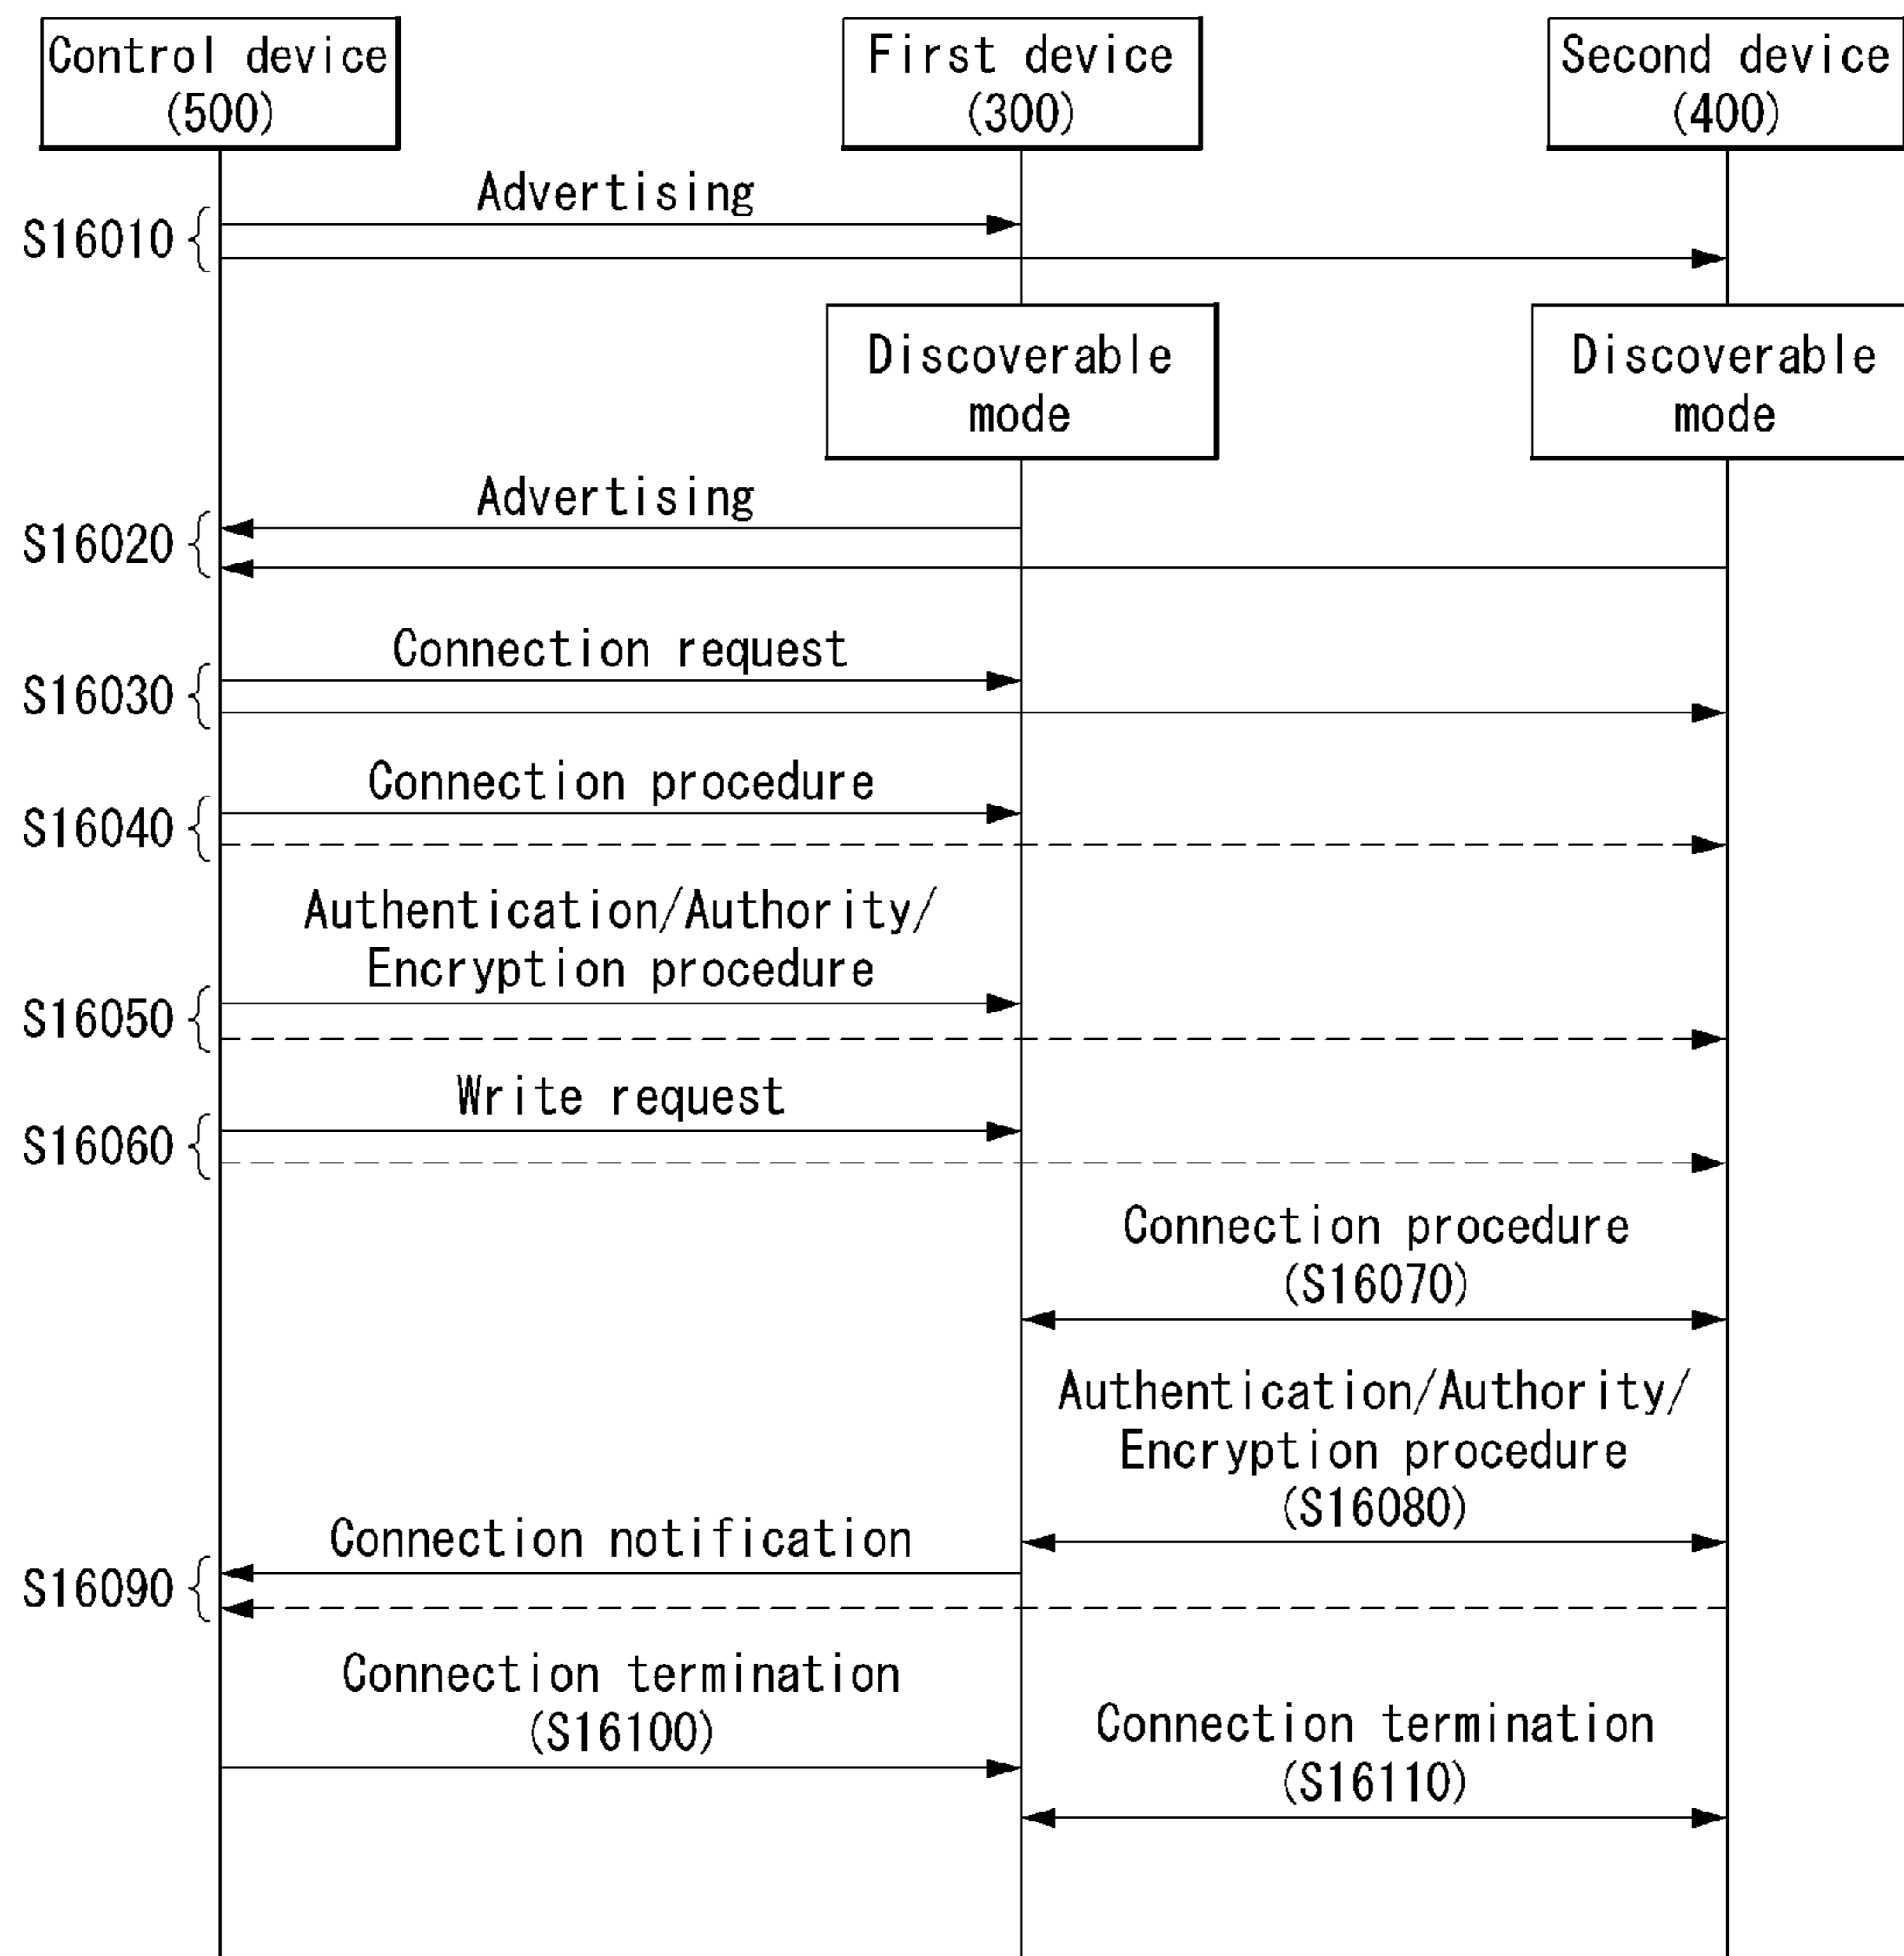 Control device
(500)
First device
(300)
Second device
(400)
Advertising
S16010
Discoverable
mode
Discoverable
mode
Advertising
S16020
Connection request
S16030
Connection procedure
S16040
Authentication/Authority/
Encryption procedure
S16050
Write request
S16060
Connection procedure
(S16070)
Authentication/Authority/
Encryption procedure
(S16080)
Connection notification
S16090
Connection termination
(S16100)
Connection termination
(S16110)